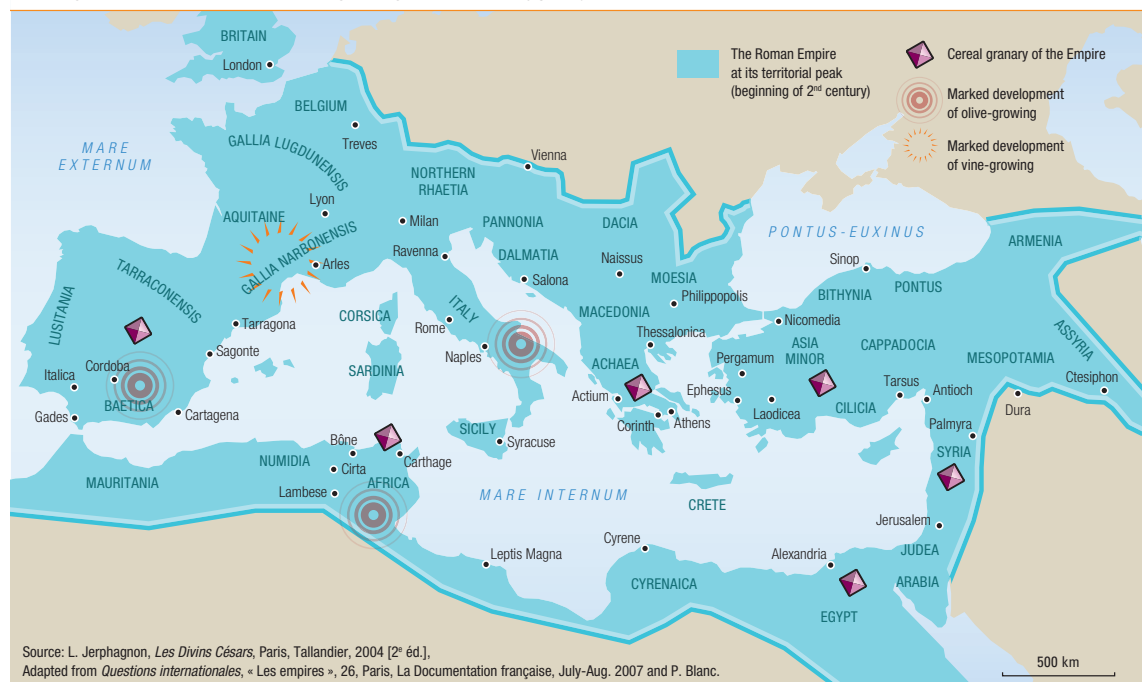 BRITAIN
London
BELGIUM
Treves
GALLIA LUGDUNENSIS
MARE
EXTERNUM
Vienna
NORTHERN
RHAETIA
Lyon
AQUITAINE
Milan
PANNONIA
DACIA
GALLIA NARBONENSIS
Arles
Ravenna
DALMATIA
Naissus
MOESIA
Salona
PONTUS-EUXINUS
ARMENIA
Sinop
PONTUS
BITHYNIA
TARRACONENSIS
LUSITANIA
CORSICA
ITALY
Philippopolis
MACEDONIA
Tarragona
Rome
Thessalonica
Nicomedia
ASIA
MINOR
CAPPADOCIA
ASSYRIA
MESOPOTAMIA
Sagonte
Naples
Pergamum
SARDINIA
ACHAEA
Cordoba
Italica
Actium
Ephesus
Laodicea
Tarsus
Antioch
Ctesiphon
CILICIA
Dura
BAETICA
Gades
Cartagena
Corinth
Athens
SICILY
Syracuse
Palmyra
SYRIA
Bône
Carthage
NUMIDIA
Cirta
MAURITANIA
Lambese
AFRICA
MARE INTERNUM
CRETE
Jerusalem
JUDEA
Leptis Magna
Cyrene
Alexandria
CYRENAICA
ARABIA
EGYPT
The Roman Empire
at its territorial peak
(beginning of 2nd century)
Cereal granary of the Empire
Marked development
of olive-growing
Marked development
of vine-growing
Source: L. Jerphagnon, Les Divins Césars, Paris, Tallandier, 2004 [2e éd.],
Adapted from Questions internationales, « Les empires », 26, Paris, La Documentation française, July-Aug. 2007 and P. Blanc.
500 km